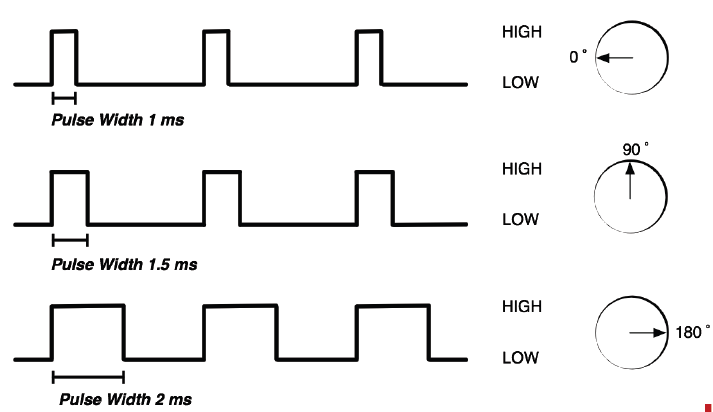 HIGH
0°
LOW
Pulse Width 1 ms
90°
HIGH
LOW
Pulse Width 1.5 ms
HIGH
180°
LOW
Pulse Width 2 ms